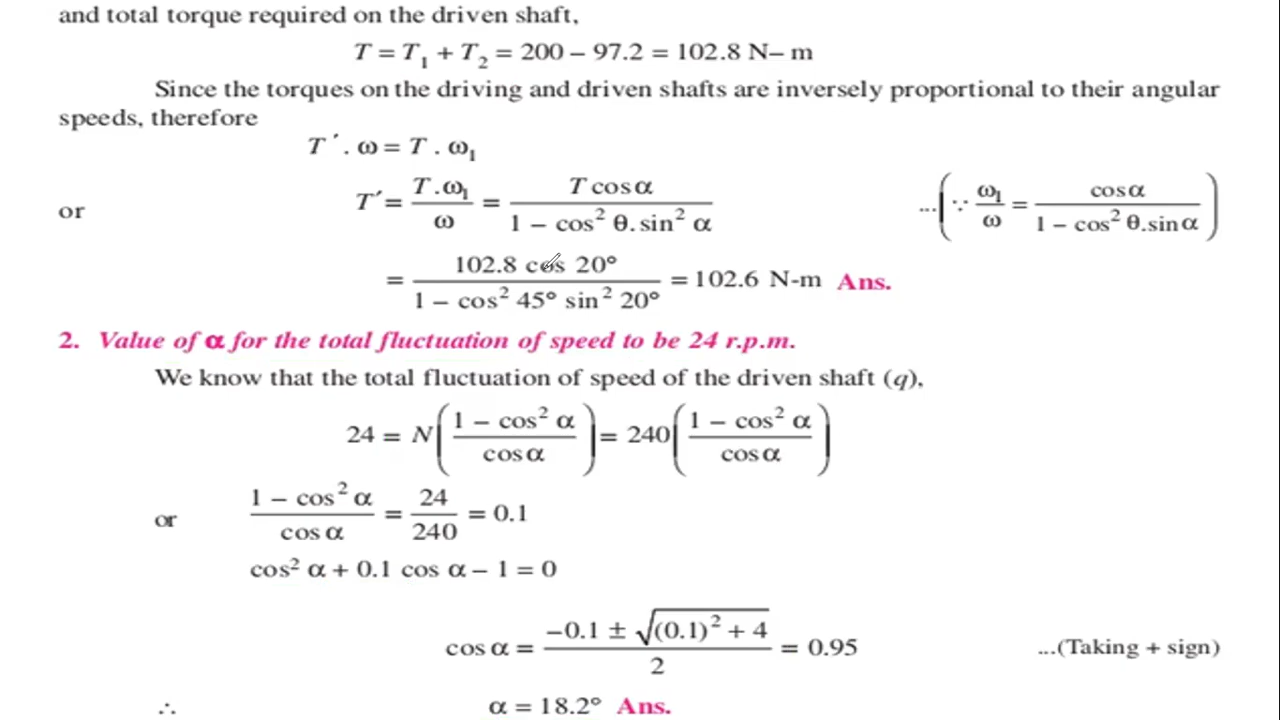 and total torque required on the driven shaft,
T = T₁ + T₂ = 200 – 97.2 = 102.8 N– m
Since the torques on the driving and driven shafts are inversely proportional to their angular
speeds, therefore
T′ . ω = T . ω₁
or T′ = T . ω₁ / ω = T cos α / (1 – cos² θ . sin² α) ...(∵ ω₁ / ω = cos α / (1 – cos² θ . sin α))
= 102.8 cos 20° / (1 – cos² 45° sin² 20°) = 102.6 N-m Ans.
2. Value of α for the total fluctuation of speed to be 24 r.p.m.
We know that the total fluctuation of speed of the driven shaft (q),
24 = N((1 – cos² α) / cos α) = 240((1 – cos² α) / cos α)
or (1 – cos² α) / cos α = 24 / 240 = 0.1
cos² α + 0.1 cos α – 1 = 0
cos α = (–0.1 ± √((0.1)² + 4)) / 2 = 0.95 ...(Taking + sign)
∴ α = 18.2° Ans.